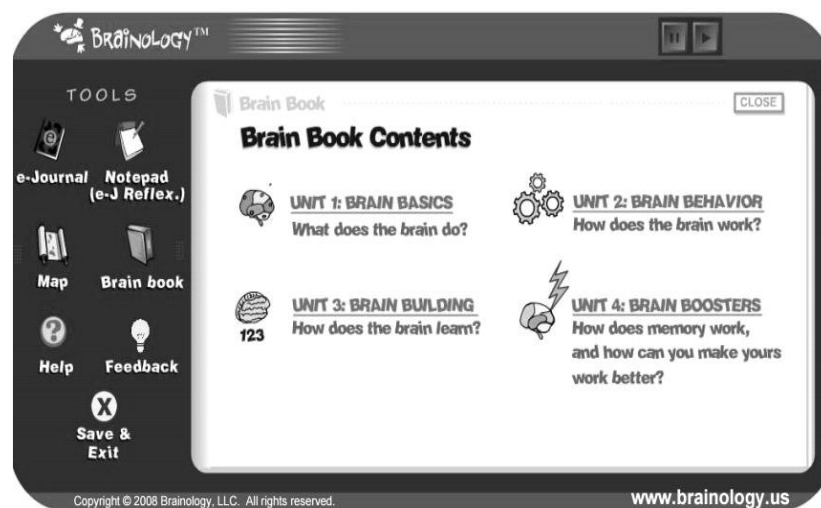 BRAINOLOGY™
TOOLS
e-Journal
Notepad
(e-J Reflex.)
Map
Brain book
Help
Feedback
Save &
Exit
Brain Book
CLOSE
Brain Book Contents
UNIT 1: BRAIN BASICS
What does the brain do?
UNIT 2: BRAIN BEHAVIOR
How does the brain work?
UNIT 3: BRAIN BUILDING
How does the brain learn?
123
UNIT 4: BRAIN BOOSTERS
How does memory work,
and how can you make yours
work better?
Copyright © 2008 Brainology, LLC. All rights reserved.
www.brainology.us